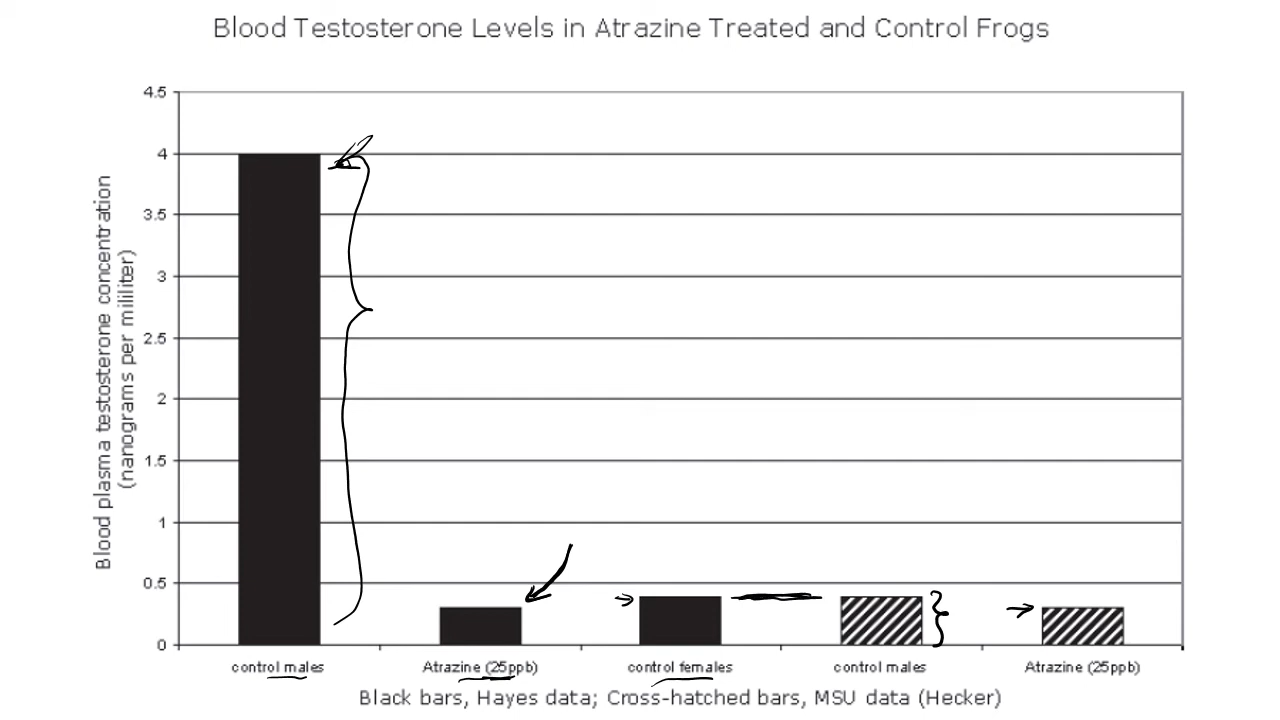 Blood Testosterone Levels in Atrazine Treated and Control Frogs
Blood plasma testosterone concentration
(nanograms per mililiter)
4.5
4
3.5
3
2.5
2
1.5
1
0.5
0
control males
Atrazine (25ppb)
control females
control males
Atrazine (25ppb)
Black bars, Hayes data; Cross-hatched bars, MSU data (Hecker)